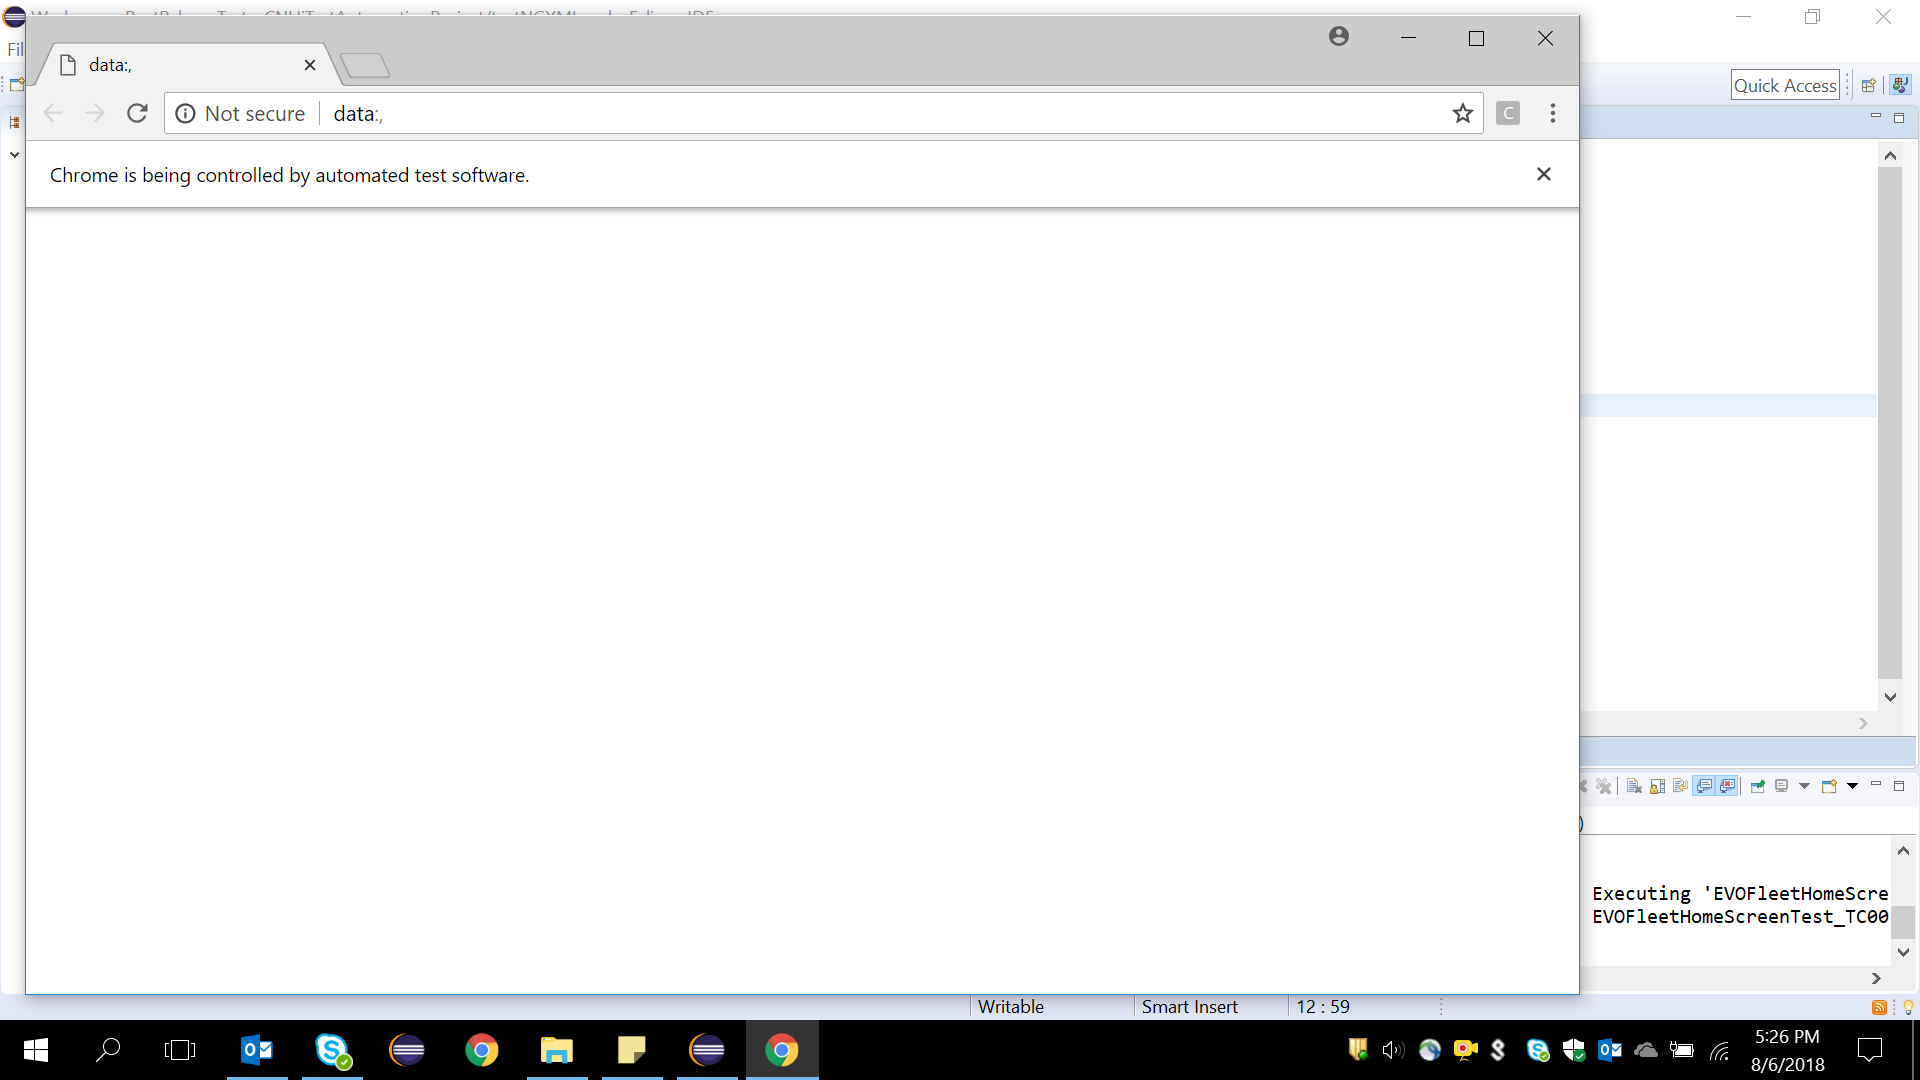 data:,
Quick Access
Not secure
data:,
C
Chrome is being controlled by automated test software.
)
Executing 'EVOFleetHomeScre
EVOFleetHomeScreenTest_TC00
Writable
Smart Insert
12 : 59
5:26 PM
8/6/2018